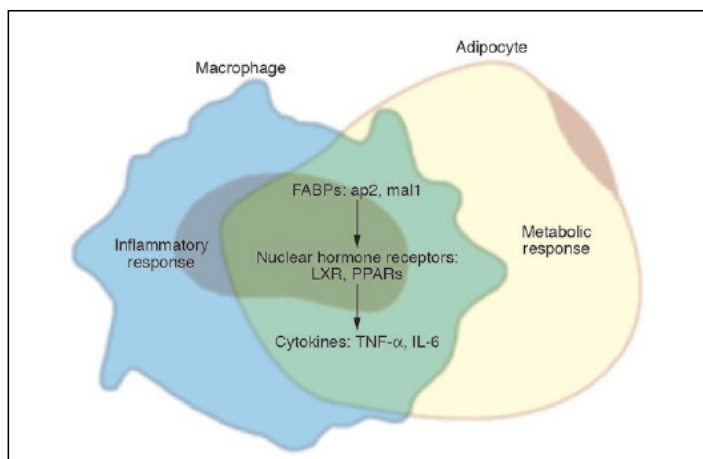 Adipocyte
Macrophage
FABPs: ap2, mal1
Inflammatory
response
Nuclear hormone receptors:
LXR, PPARs
Metabolic
response
Cytokines: TNF-α, IL-6